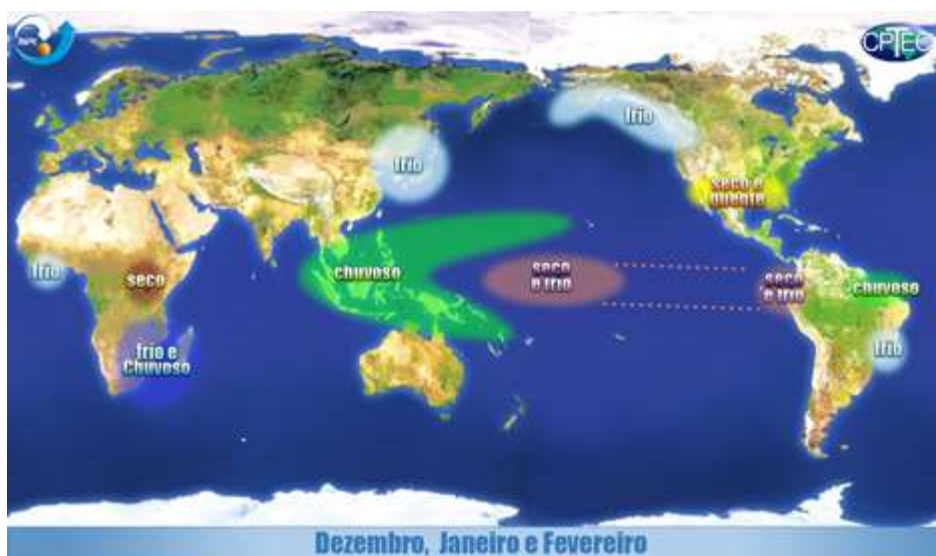 CPTEC
frio
frio
seco e
quente
frio
seco
chuvoso
seco
e frio
seco
e frio
chuvoso
frio e
Chuvoso
frio
Dezembro, Janeiro e Fevereiro